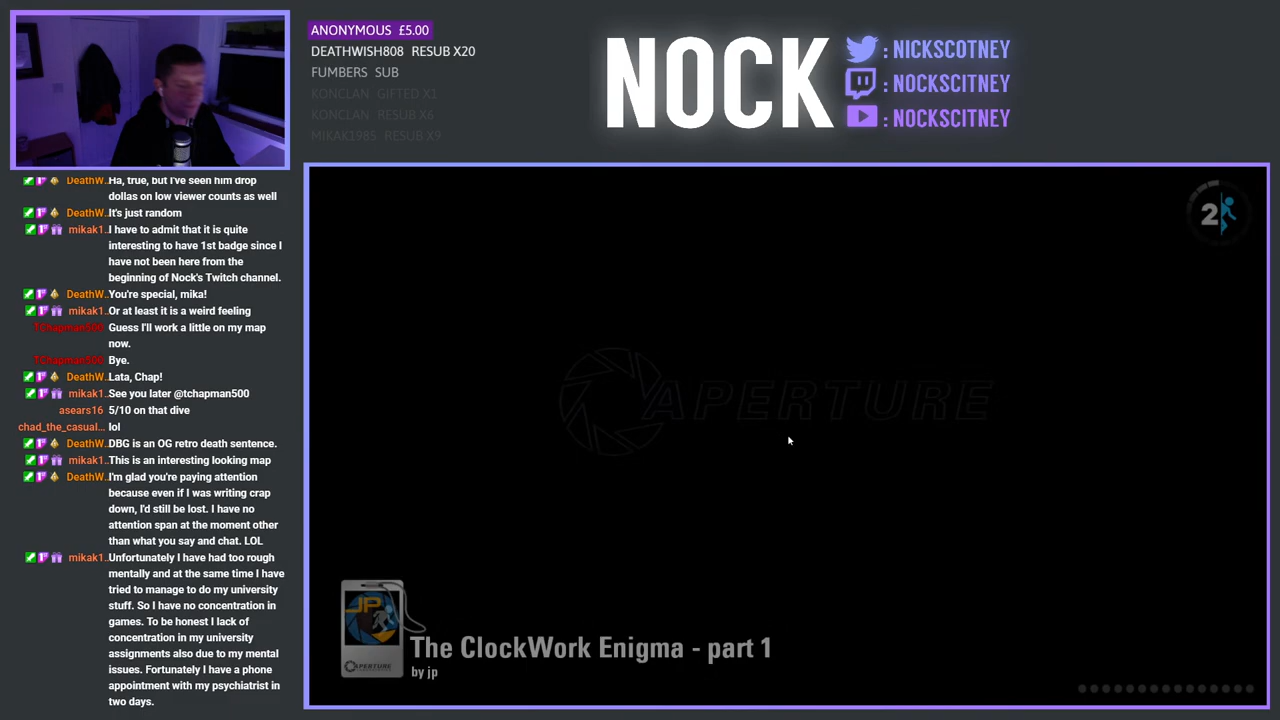 ANONYMOUS £5.00
DEATHWISH808 RESUB X20
FUMBERS SUB
KONCLAN GIFTED X1
KONCLAN RESUB X6
MIKAK1985 RESUB X9
NOCK
: NICKSCOTNEY
: NOCKSCITNEY
: NOCKSCITNEY
DeathW.. Ha, true, but I've seen him drop
dollas on low viewer counts as well
DeathW.. It's just random
mikak1.. I have to admit that it is quite
interesting to have 1st badge since I
have not been here from the
beginning of Nock's Twitch channel.
DeathW.. You're special, mika!
mikak1.. Or at least it is a weird feeling
TChapman500: Guess I'll work a little on my map
now.
TChapman500: Bye.
DeathW.. Lata, Chap!
mikak1.. See you later @tchapman500
asears16 5/10 on that dive
chad_the_casual... lol
DeathW.. DBG is an OG retro death sentence.
mikak1.. This is an interesting looking map
DeathW.. I'm glad you're paying attention
because even if I was writing crap
down, I'd still be lost. I have no
attention span at the moment other
than what you say and chat. LOL
mikak1.. Unfortunately I have had too rough
mentally and at the same time I have
tried to manage to do my university
stuff. So I have no concentration in
games. To be honest I lack of
concentration in my university
assignments also due to my mental
issues. Fortunately I have a phone
appointment with my psychiatrist in
two days.
2
APERTURE
JP
APERTURE
The ClockWork Enigma - part 1
by jp